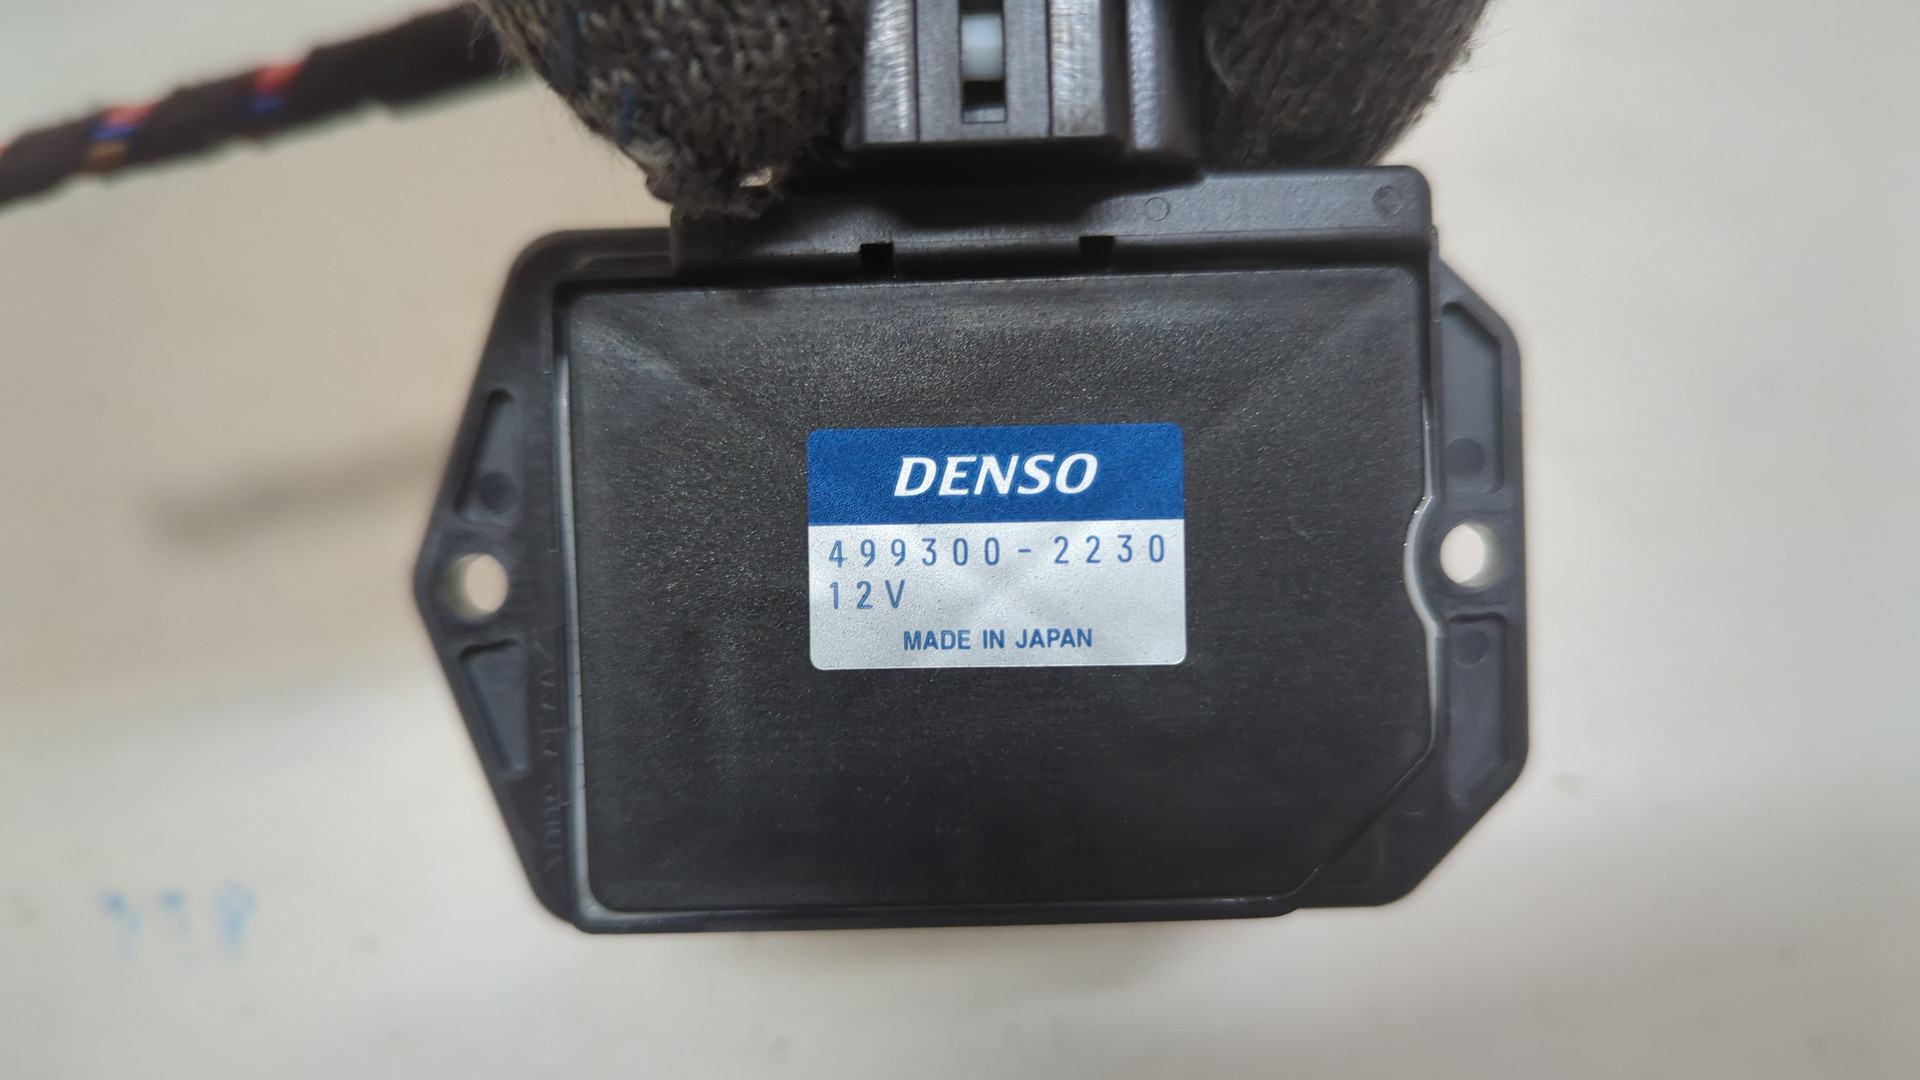 DENSO
499300-2230
12V
MADE IN JAPAN